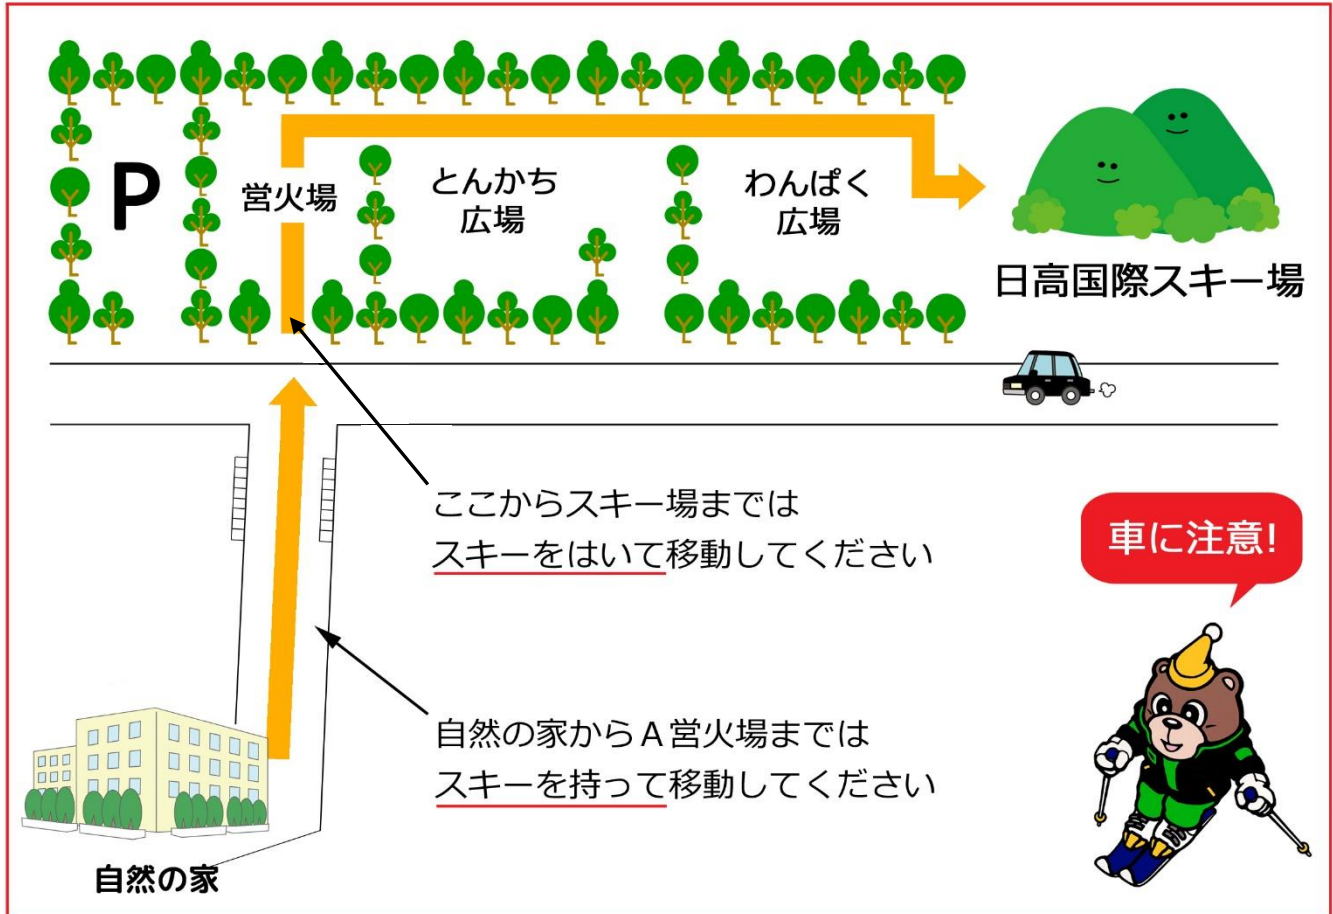 P
営火場
とんかち
広場
わんぱく
広場
日高国際スキー場
ここからスキー場までは
スキーをはいて移動してください
車に注意!
自然の家からA営火場までは
スキーを持って移動してください
自然の家